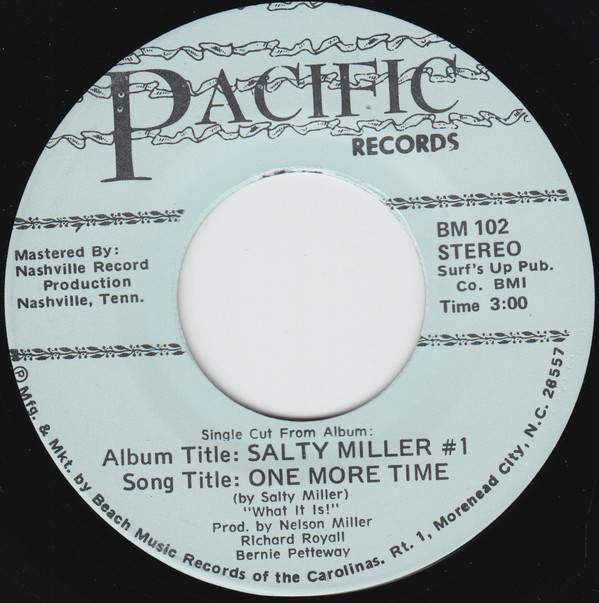 PACIFIC
RECORDS
Mastered By:
Nashville Record
Production
Nashville, Tenn.
BM 102
STEREO
Surf's Up Pub.
Co. BMI
Time 3:00
Single Cut From Album:
Album Title: SALTY MILLER #1
Song Title: ONE MORE TIME
(by Salty Miller)
"What It Is!"
Prod. by Nelson Miller
Richard Royall
Bernie Petteway
Ⓟ Mfg. & Mkt. by Beach Music Records of the Carolinas. Rt. 1, Morehead City, N.C. 28557